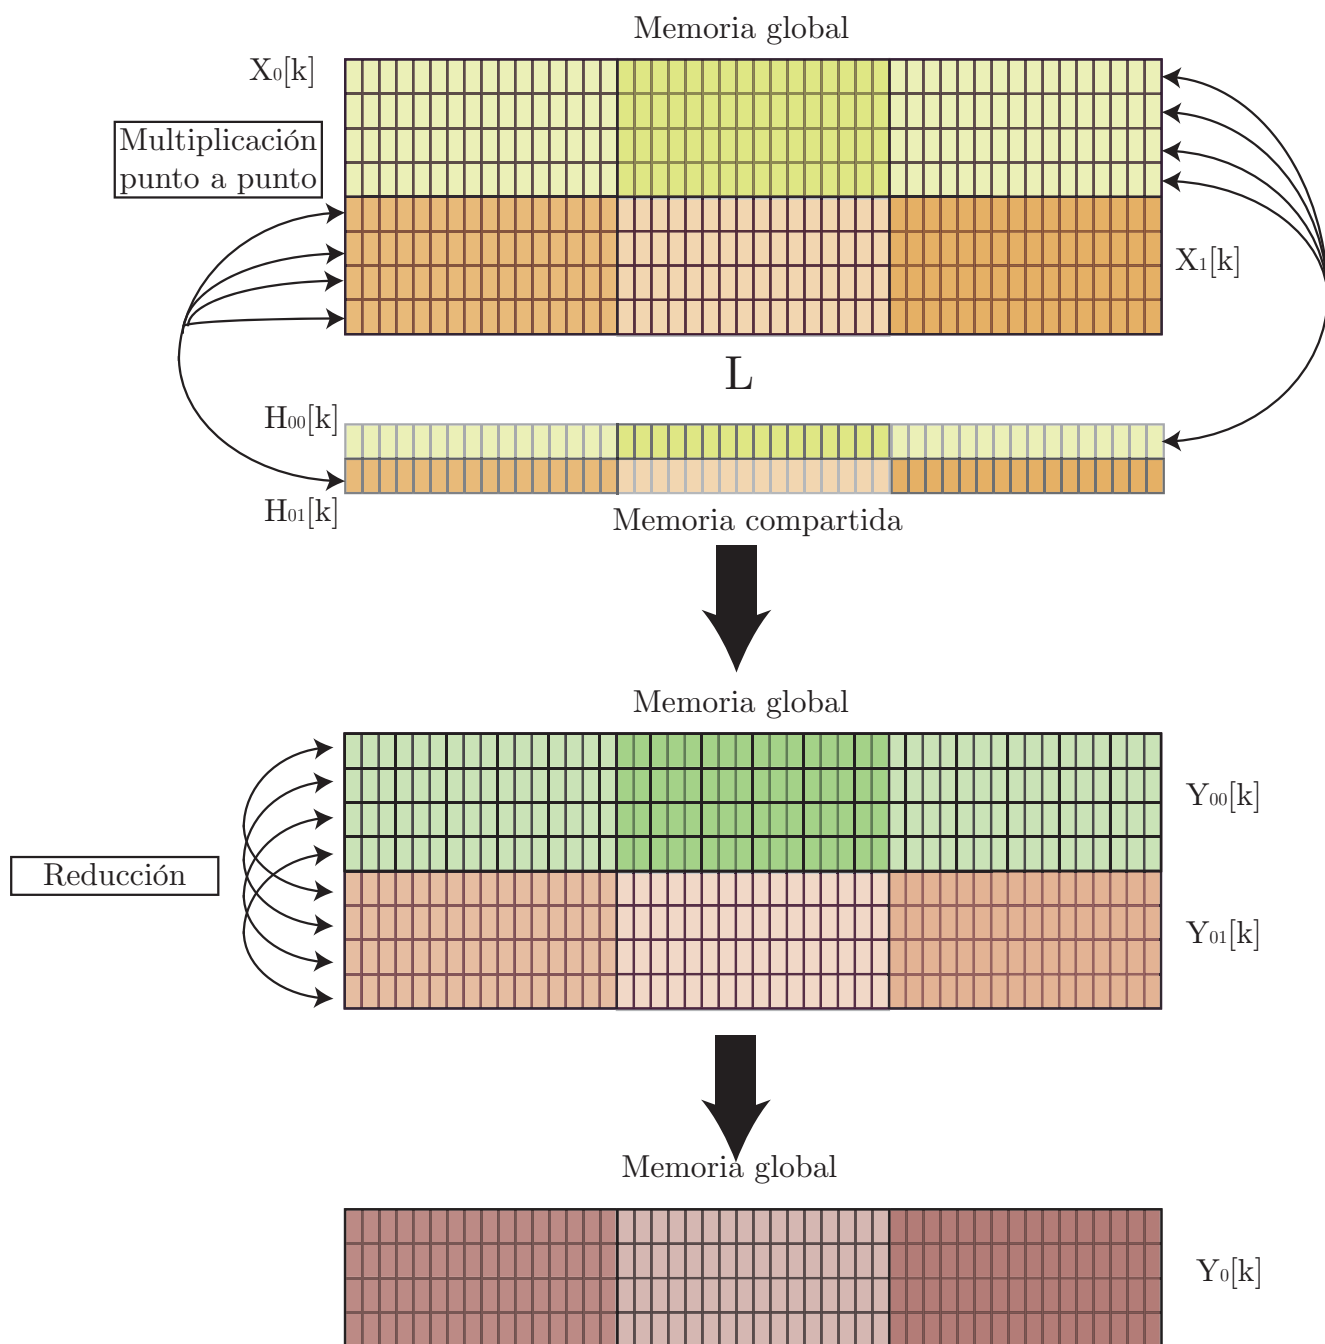 Memoria global
X0[k]
Multiplicación
punto a punto
X1[k]
L
H00[k]
H01[k]
Memoria compartida
Memoria global
Y00[k]
Reducción
Y01[k]
Memoria global
Y0[k]